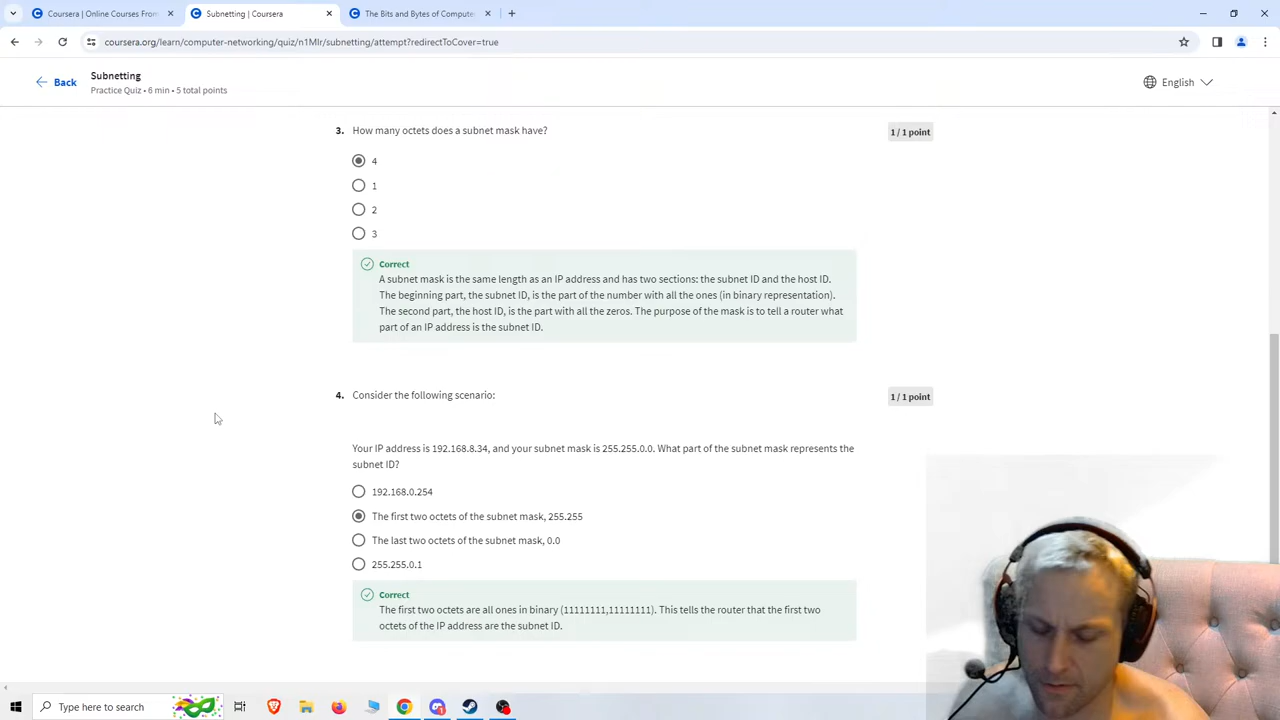 Coursera | Online Courses From
Subnetting | Coursera
The Bits and Bytes of Compute
coursera.org/learn/computer-networking/quiz/n1Mlr/subnetting/attempt?redirectToCover=true
Back
Subnetting
Practice Quiz • 6 min • 5 total points
English
3. How many octets does a subnet mask have?
1 / 1 point
4
1
2
3
Correct
A subnet mask is the same length as an IP address and has two sections: the subnet ID and the host ID.
The beginning part, the subnet ID, is the part of the number with all the ones (in binary representation).
The second part, the host ID, is the part with all the zeros. The purpose of the mask is to tell a router what
part of an IP address is the subnet ID.
4. Consider the following scenario:
1 / 1 point
Your IP address is 192.168.8.34, and your subnet mask is 255.255.0.0. What part of the subnet mask represents the
subnet ID?
192.168.0.254
The first two octets of the subnet mask, 255.255
The last two octets of the subnet mask, 0.0
255.255.0.1
Correct
The first two octets are all ones in binary (11111111,11111111). This tells the router that the first two
octets of the IP address are the subnet ID.
Type here to search